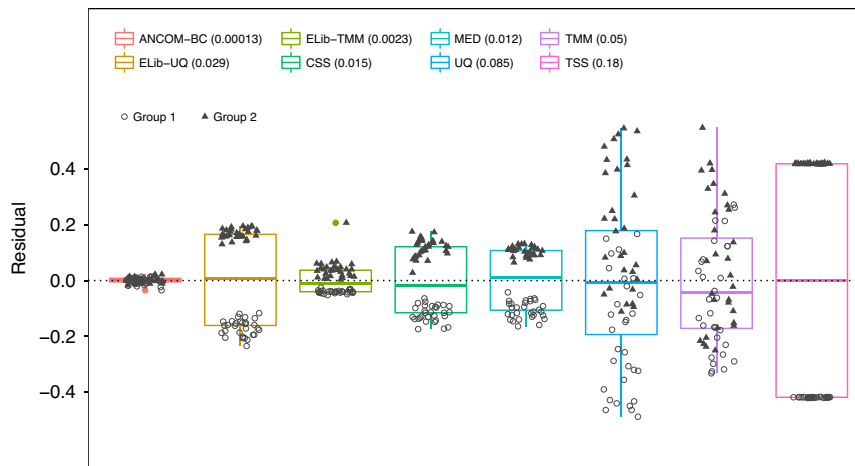 ANCOM-BC (0.00013) ELib-TMM (0.0023) MED (0.012) TMM (0.05)
ELib-UQ (0.029) CSS (0.015) UQ (0.085) TSS (0.18)
Group 1 Group 2
Residual
0.4
0.2
0.0
−0.2
−0.4